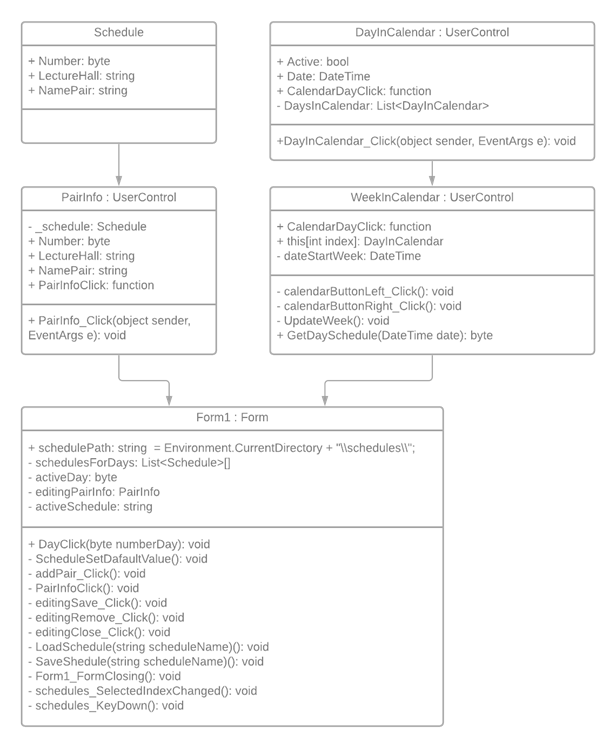 Schedule
+ Number: byte
+ LectureHall: string
+ NamePair: string
DayInCalendar : UserControl
+ Active: bool
+ Date: DateTime
+ CalendarDayClick: function
- DaysInCalendar: List<DayInCalendar>
+DayInCalendar_Click(object sender, EventArgs e): void
PairInfo : UserControl
- _schedule: Schedule
+ Number: byte
+ LectureHall: string
+ NamePair: string
+ PairInfoClick: function
+ PairInfo_Click(object sender,
EventArgs e): void
WeekInCalendar : UserControl
+ CalendarDayClick: function
+ this[int index]: DayInCalendar
- dateStartWeek: DateTime
- calendarButtonLeft_Click(): void
- calendarButtonRight_Click(): void
- UpdateWeek(): void
+ GetDaySchedule(DateTime date): byte
Form1 : Form
+ schedulePath: string  = Environment.CurrentDirectory + "\\schedules\\";
- schedulesForDays: List<Schedule>[]
- activeDay: byte
- editingPairInfo: PairInfo
- activeSchedule: string
+ DayClick(byte numberDay): void
- ScheduleSetDafaultValue(): void
- addPair_Click(): void
- PairInfoClick(): void
- editingSave_Click(): void
- editingRemove_Click(): void
- editingClose_Click(): void
- LoadSchedule(string scheduleName)(): void
- SaveShedule(string scheduleName)(): void
- Form1_FormClosing(): void
- schedules_SelectedIndexChanged(): void
- schedules_KeyDown(): void